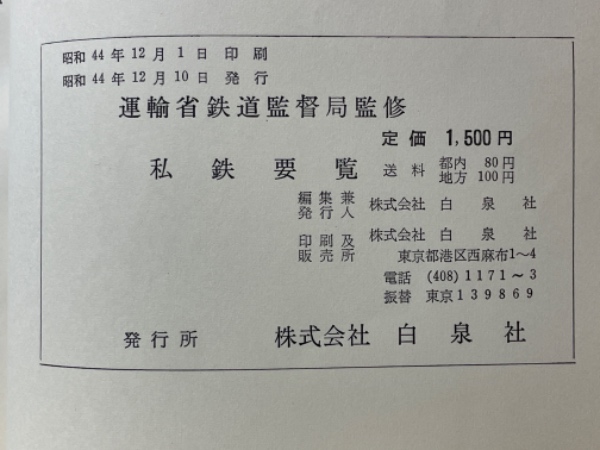 昭和 44 年 12 月 1 日 印 刷
昭和 44 年 12 月 10 日 発 行
運輸省鉄道監督局監修
定 価 1,500 円
私 鉄 要 覧 送 料 都内 80 円
地方 100 円
編集兼発行人 株式会社 白 泉 社
印刷及販売所 株式会社 白 泉 社
東京都港区西麻布1〜4
電話 (408) 1 1 7 1 〜 3
振替 東京 1 3 9 8 6 9
発 行 所 株式会社 白 泉 社